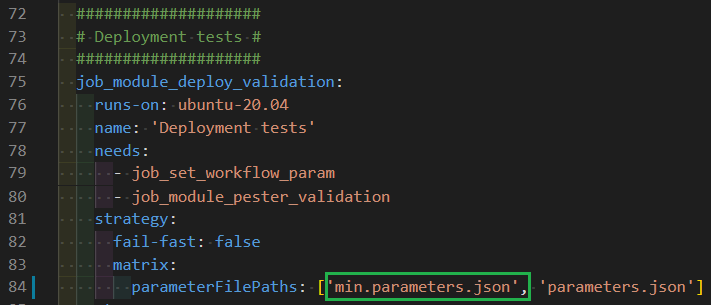 72 ####################
73 # Deployment tests #
74 ####################
75 job_module_deploy_validation:
76 runs-on: ubuntu-20.04
77 name: 'Deployment tests'
78 needs:
79 - job_set_workflow_param
80 - job_module_pester_validation
81 strategy:
82 fail-fast: false
83 matrix:
84 parameterFilePaths: ['min.parameters.json', 'parameters.json']